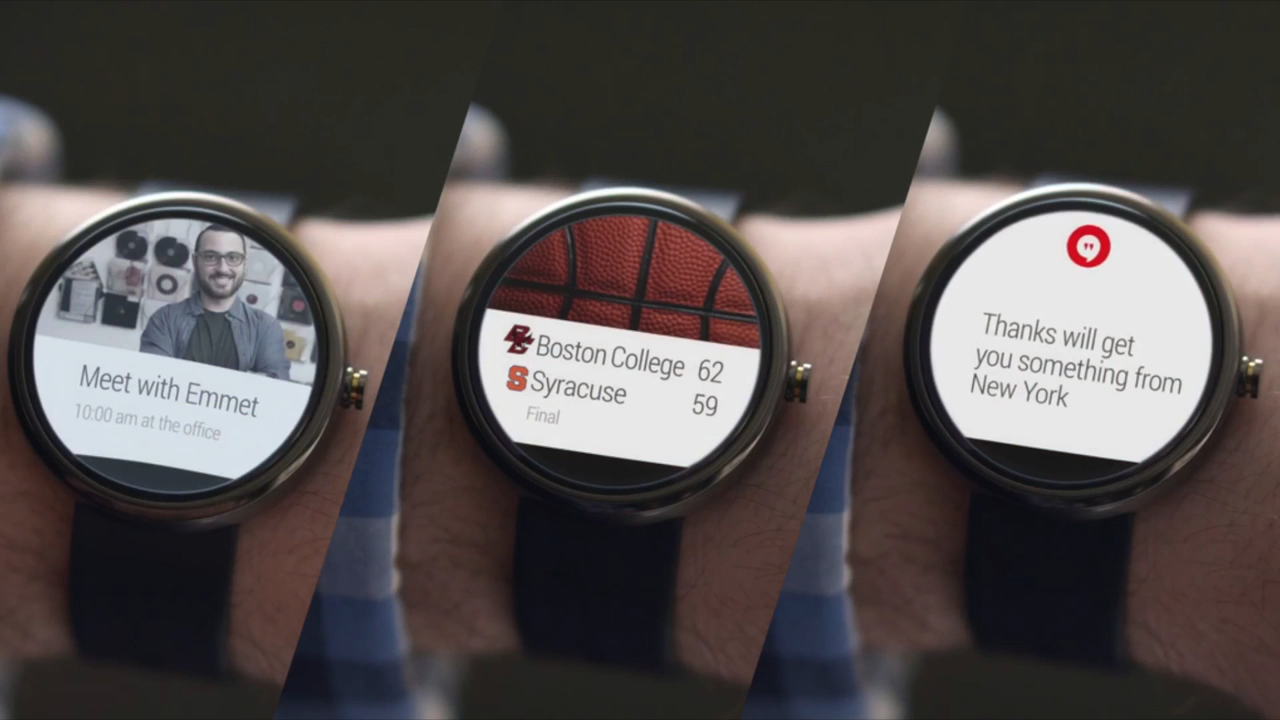 Meet with Emmet
10:00 am at the office
Boston College 62
Syracuse 59
Final
Thanks will get
you something from
New York